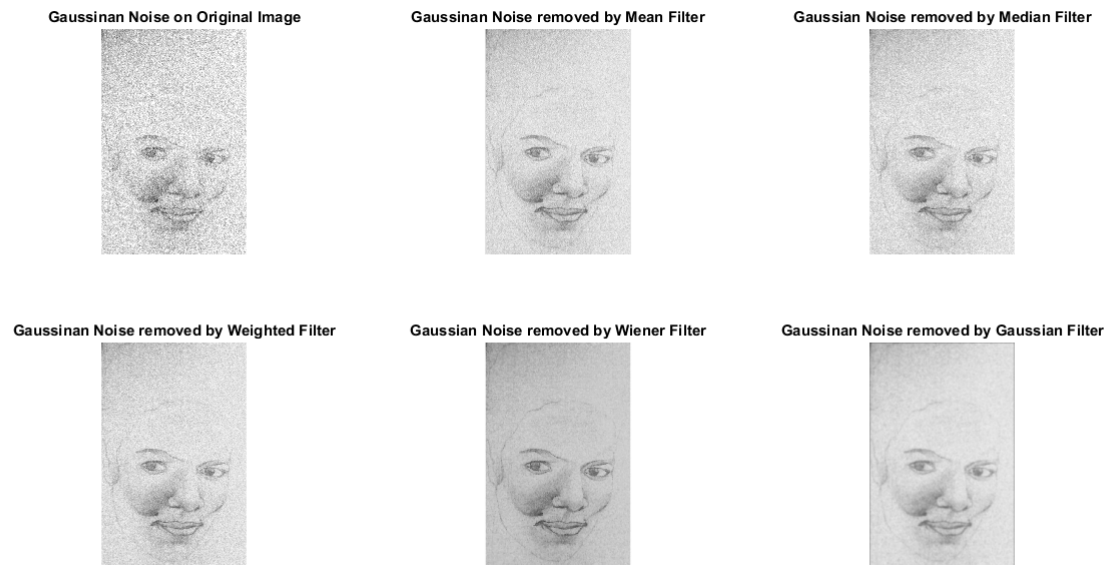 Gaussinan Noise on Original Image
Gaussinan Noise removed by Mean Filter
Gaussian Noise removed by Median Filter
Gaussinan Noise removed by Weighted Filter
Gaussian Noise removed by Wiener Filter
Gaussinan Noise removed by Gaussian Filter